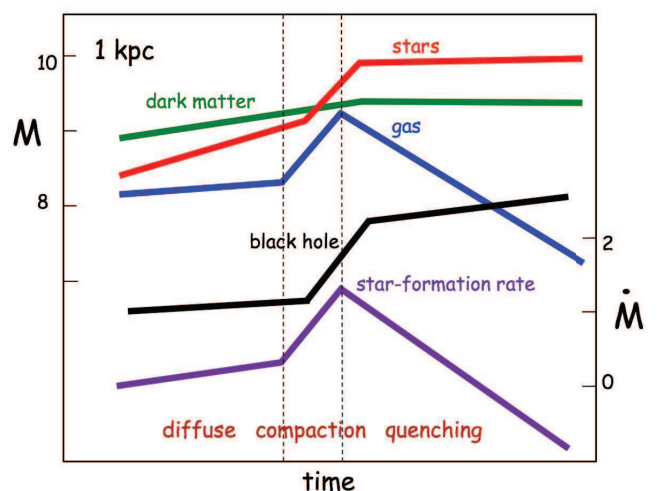 10
1 kpc
stars
dark matter
M
gas
8
black hole
2
star-formation rate
Ṁ
0
diffuse compaction quenching
time